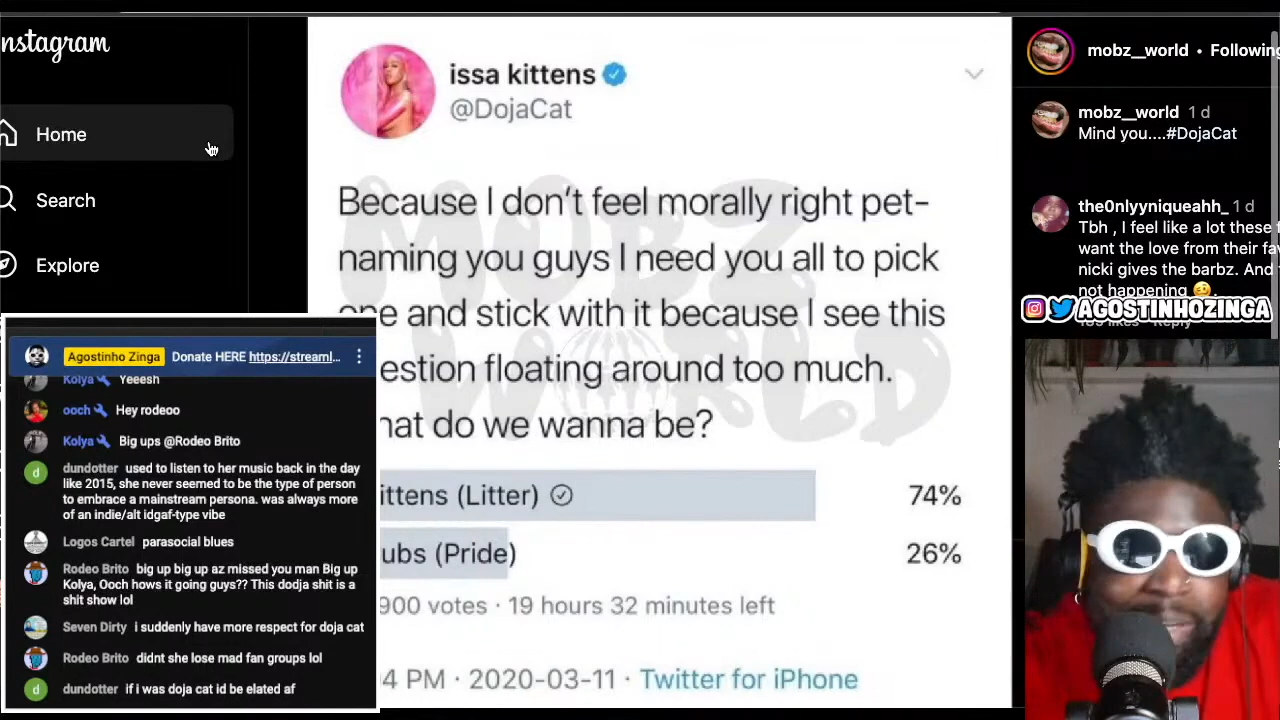 nstagram
Home
Search
Explore
issa kittens
@DojaCat
Because I don't feel morally right pet-
naming you guys I need you all to pick
one and stick with it because I see this
estion floating around too much.
hat do we wanna be?
ittens (Litter)
74%
ubs (Pride)
26%
900 votes · 19 hours 32 minutes left
4 PM · 2020-03-11 · Twitter for iPhone
MOBZ
WORLD
mobz__world • Following
mobz__world 1 d
Mind you....#DojaCat
the0nlyyniqueahh_ 1 d
Tbh , I feel like a lot these
want the love from their fa
nicki gives the barbz. And
not happening
likes Reply
AGOSTINHOZINGA
Agostinho Zinga Donate HERE https://streaml...
Kolya Yeeesh
ooch Hey rodeoo
Kolya Big ups @Rodeo Brito
dundotter used to listen to her music back in the day
like 2015, she never seemed to be the type of person
to embrace a mainstream persona. was always more
of an indie/alt idgaf-type vibe
Logos Cartel parasocial blues
Rodeo Brito big up big up az missed you man Big up
Kolya, Ooch hows it going guys?? This dodja shit is a
shit show lol
Seven Dirty i suddenly have more respect for doja cat
Rodeo Brito didnt she lose mad fan groups lol
d dundotter if i was doja cat id be elated af